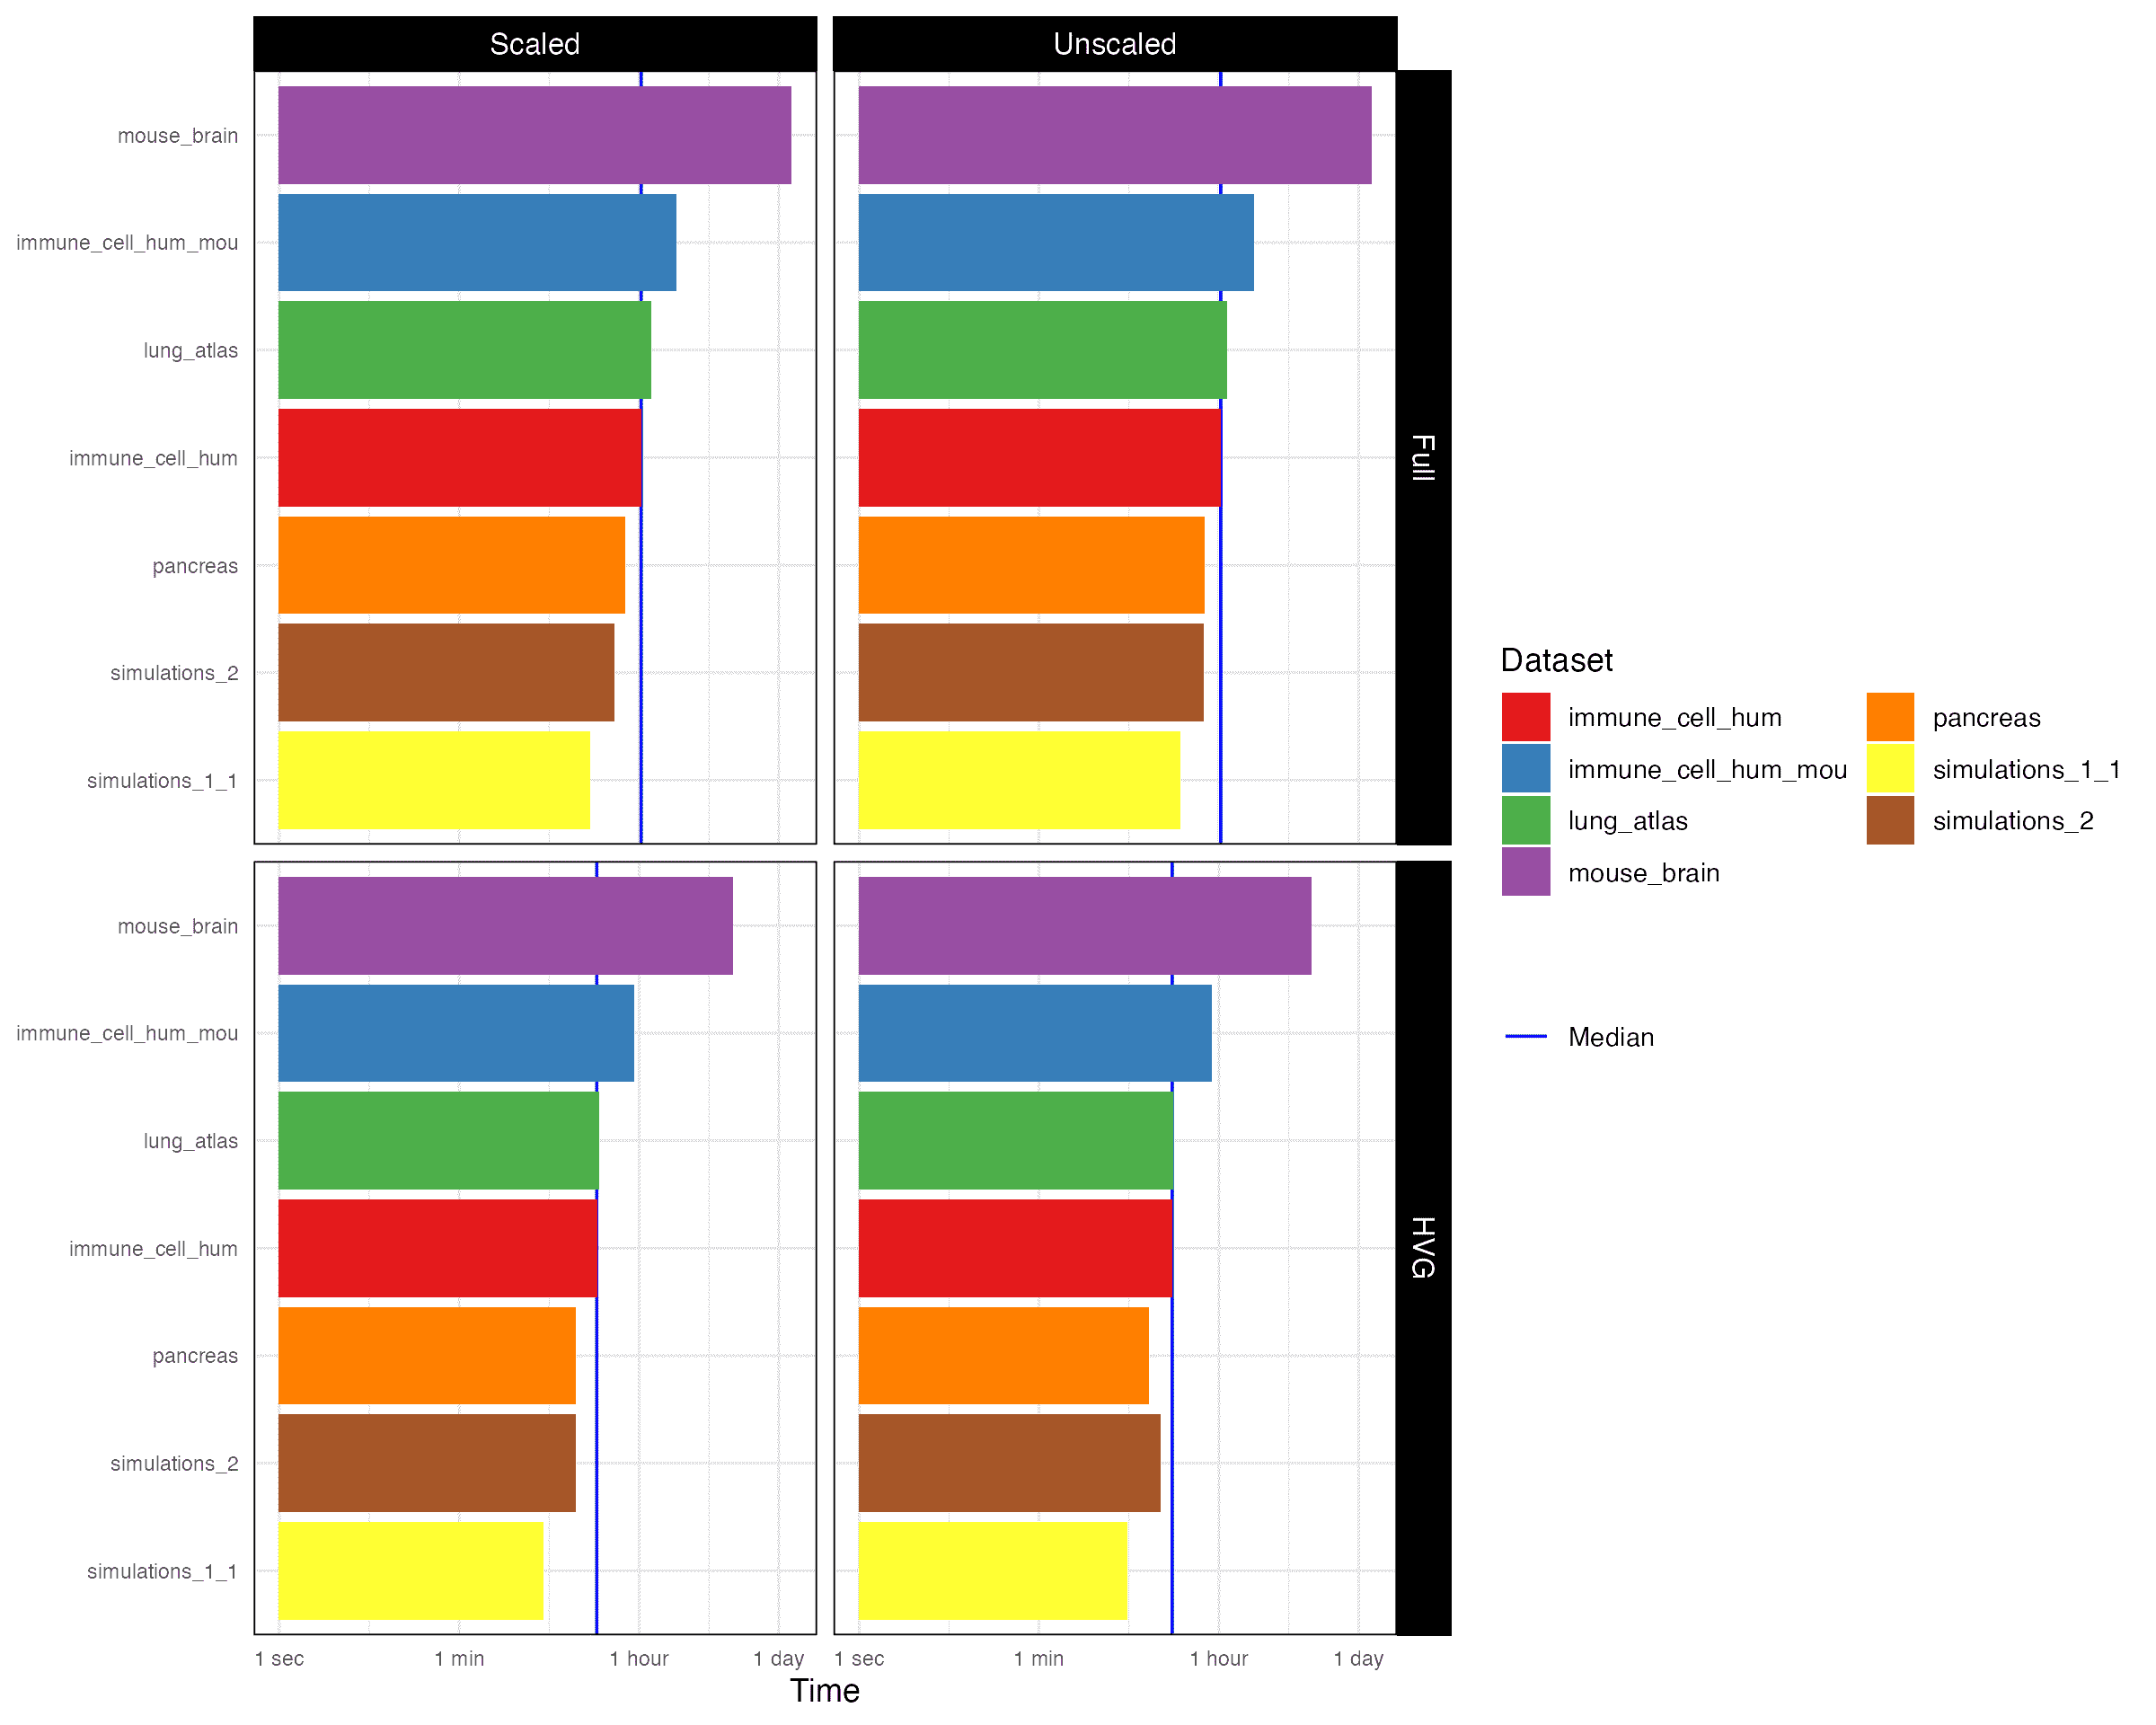 Scaled
Unscaled
mouse_brain
immune_cell_hum_mou
lung_atlas
immune_cell_hum
pancreas
simulations_2
simulations_1_1
Full
mouse_brain
immune_cell_hum_mou
lung_atlas
immune_cell_hum
pancreas
simulations_2
simulations_1_1
HVG
1 sec
1 min
1 hour
1 day
1 sec
1 min
1 hour
1 day
Time
Dataset
immune_cell_hum
immune_cell_hum_mou
lung_atlas
mouse_brain
pancreas
simulations_1_1
simulations_2
Median